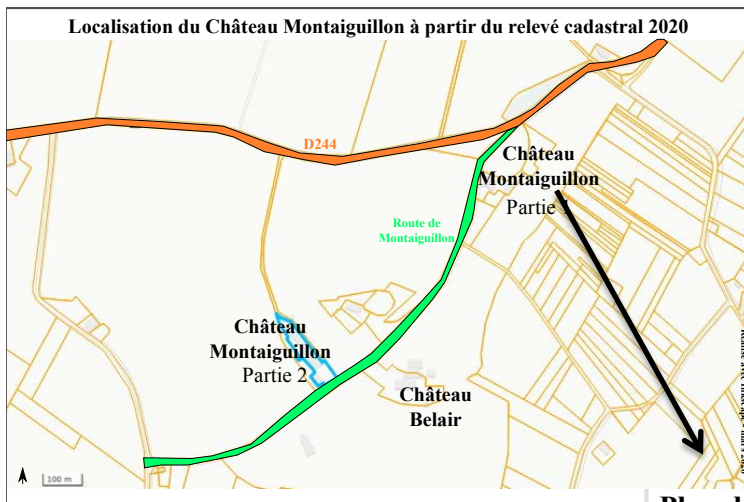 Localisation du Château Montaiguillon à partir du relevé cadastral 2020
D244
Château
Montaiguillon
Partie 1
Route de
Montaiguillon
Château
Montaiguillon
Partie 2
Château
Belair
100 m